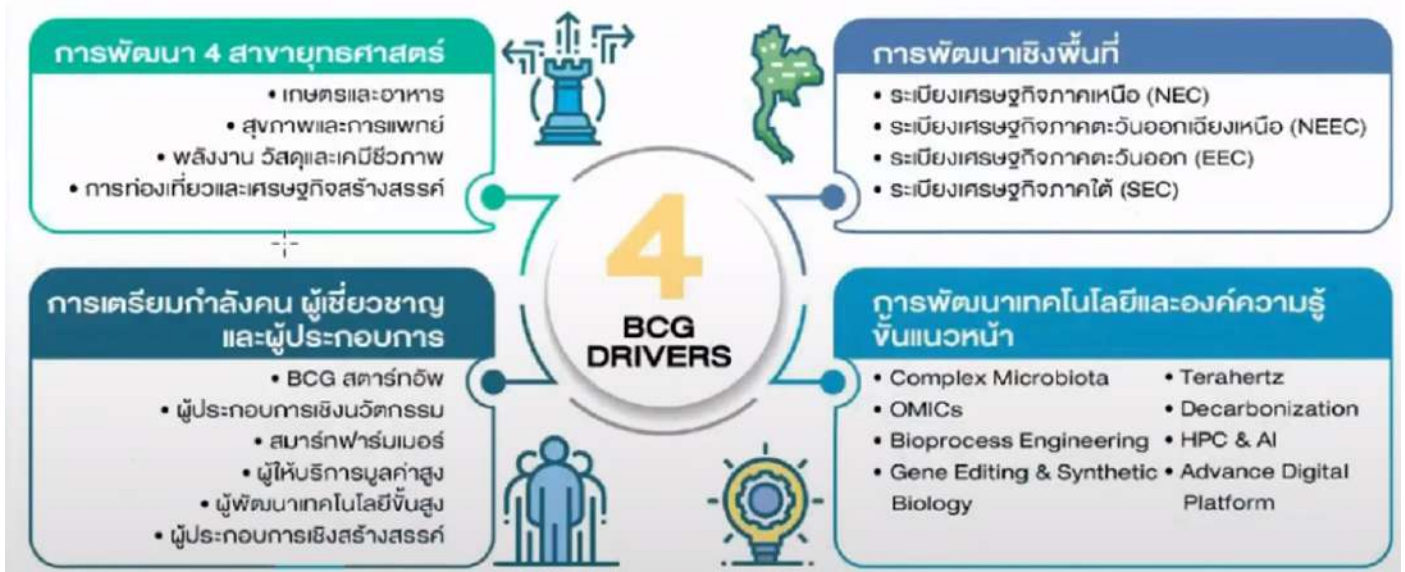 การพัฒนา 4 สาขายุทธศาสตร์
• เกษตรและอาหาร
• สุขภาพและการแพทย์
• พลังงาน วัสดุและเคมีชีวภาพ
• การท่องเที่ยวและเศรษฐกิจสร้างสรรค์
การพัฒนาเชิงพื้นที่
• ระเบียงเศรษฐกิจภาคเหนือ (NEC)
• ระเบียงเศรษฐกิจภาคตะวันออกเฉียงเหนือ (NEEC)
• ระเบียงเศรษฐกิจภาคตะวันออก (EEC)
• ระเบียงเศรษฐกิจภาคใต้ (SEC)
4
BCG
DRIVERS
การเตรียมกำลังคน ผู้เชี่ยวชาญ
และผู้ประกอบการ
• BCG สตาร์ทอัพ
• ผู้ประกอบการเชิงนวัตกรรม
• สมาร์ทฟาร์มเมอร์
• ผู้ให้บริการมูลค่าสูง
• ผู้พัฒนาเทคโนโลยีขั้นสูง
• ผู้ประกอบการเชิงสร้างสรรค์
การพัฒนาเทคโนโลยีและองค์ความรู้
ขั้นแนวหน้า
• Complex Microbiota
• OMICs
• Bioprocess Engineering
• Gene Editing & Synthetic
Biology
• Terahertz
• Decarbonization
• HPC & AI
• Advance Digital
Platform